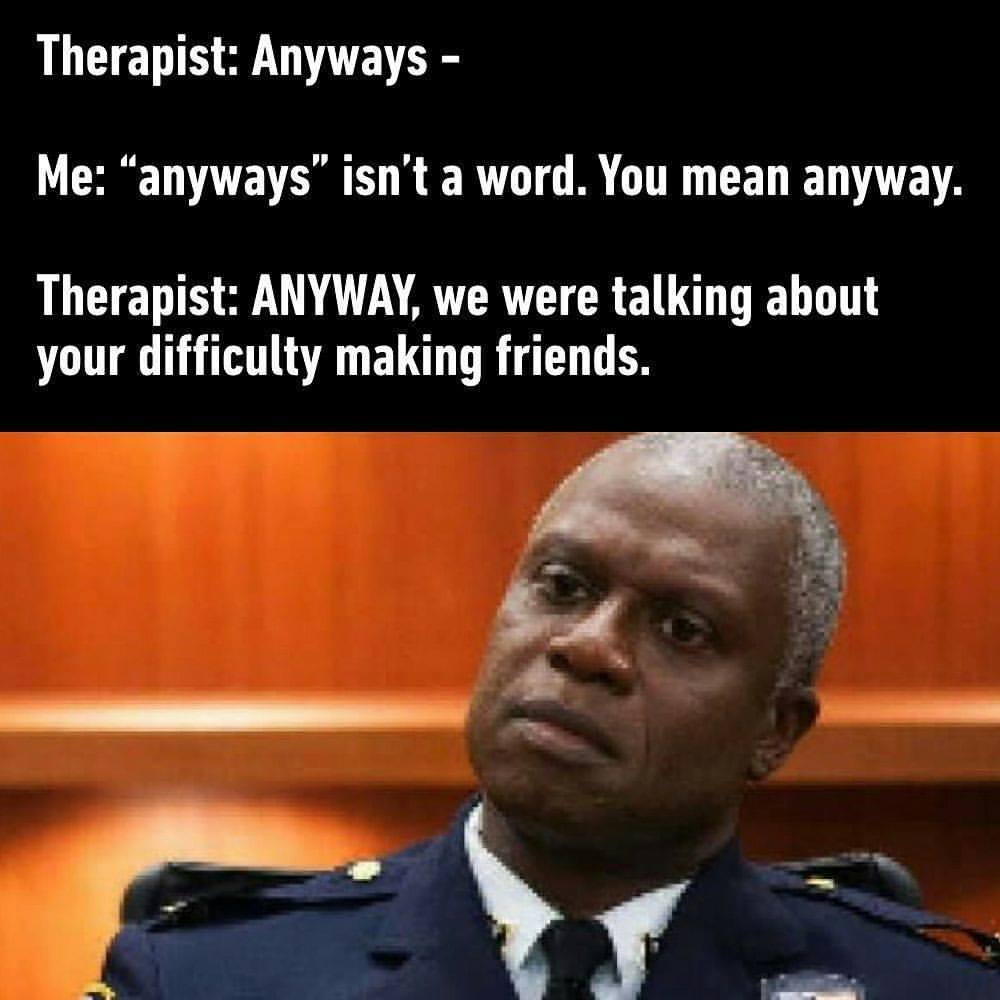 Therapist: Anyways –
Me: “anyways” isn’t a word. You mean anyway.
Therapist: ANYWAY, we were talking about
your difficulty making friends.